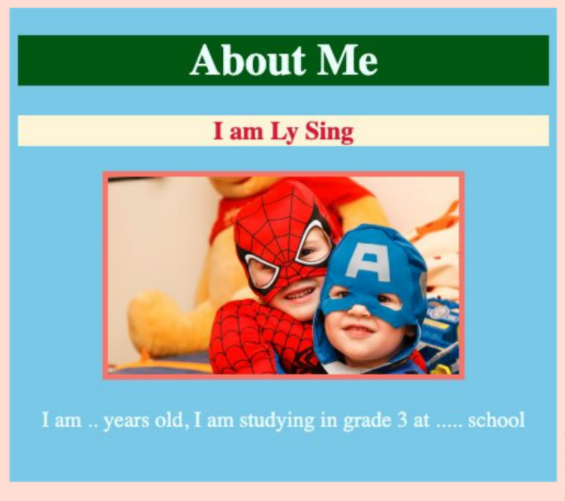 About Me
I am Ly Sing
A
I am .. years old, I am studying in grade 3 at ..... school